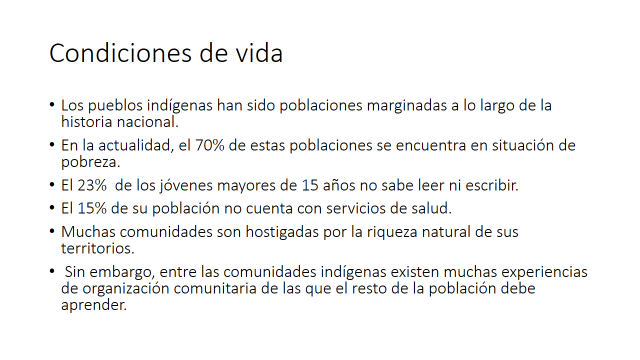 Condiciones de vida
• Los pueblos indígenas han sido poblaciones marginadas a lo largo de la
historia nacional.
• En la actualidad, el 70% de estas poblaciones se encuentra en situación de
pobreza.
• El 23%  de los jóvenes mayores de 15 años no sabe leer ni escribir.
• El 15% de su población no cuenta con servicios de salud.
• Muchas comunidades son hostigadas por la riqueza natural de sus
territorios.
•  Sin embargo, entre las comunidades indígenas existen muchas experiencias
de organización comunitaria de las que el resto de la población debe
aprender.